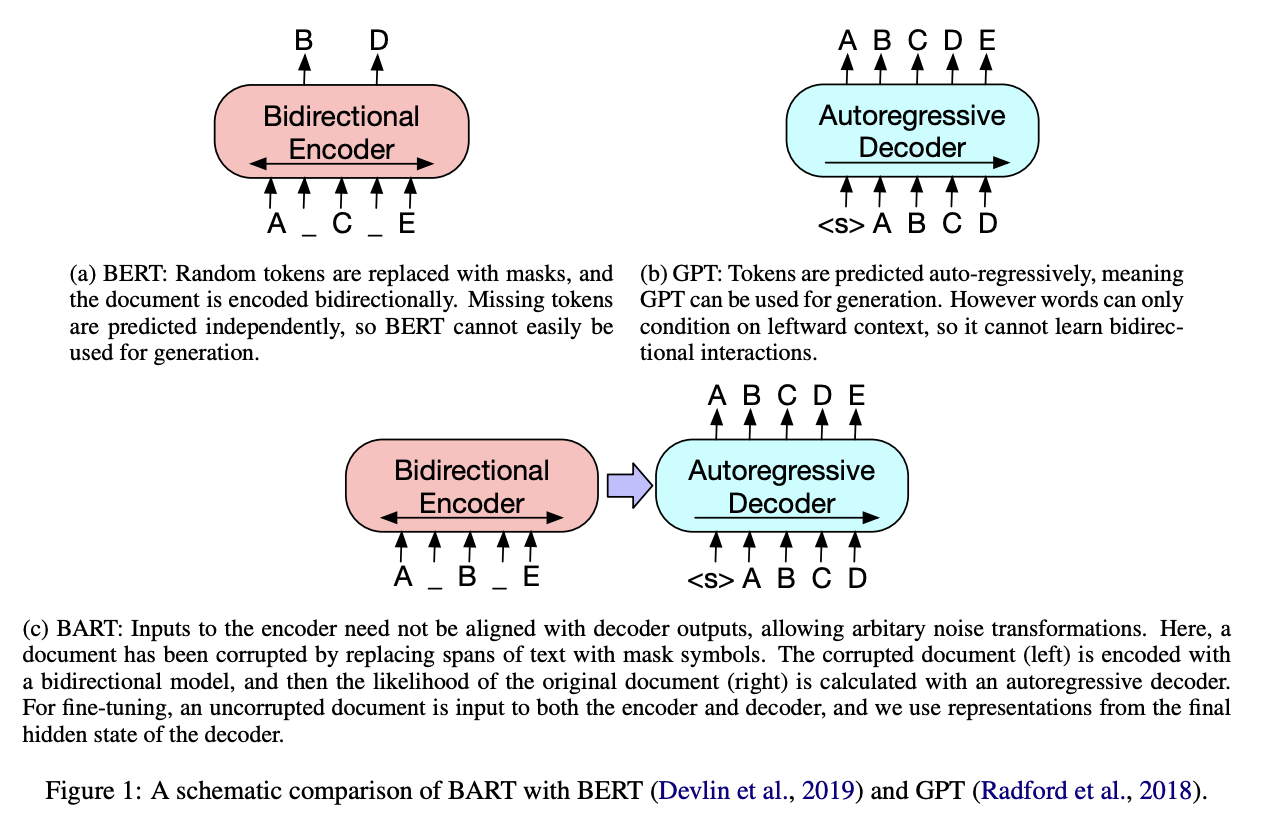 B D
Bidirectional
Encoder
A _ C _ E
(a) BERT: Random tokens are replaced with masks, and
the document is encoded bidirectionally. Missing tokens
are predicted independently, so BERT cannot easily be
used for generation.
A B C D E
Autoregressive
Decoder
<s> A B C D
(b) GPT: Tokens are predicted auto-regressively, meaning
GPT can be used for generation. However words can only
condition on leftward context, so it cannot learn bidirec-
tional interactions.
Bidirectional
Encoder
A _ B _ E
A B C D E
Autoregressive
Decoder
<s> A B C D
(c) BART: Inputs to the encoder need not be aligned with decoder outputs, allowing arbitary noise transformations. Here, a
document has been corrupted by replacing spans of text with mask symbols. The corrupted document (left) is encoded with
a bidirectional model, and then the likelihood of the original document (right) is calculated with an autoregressive decoder.
For fine-tuning, an uncorrupted document is input to both the encoder and decoder, and we use representations from the final
hidden state of the decoder.
Figure 1: A schematic comparison of BART with BERT (Devlin et al., 2019) and GPT (Radford et al., 2018).